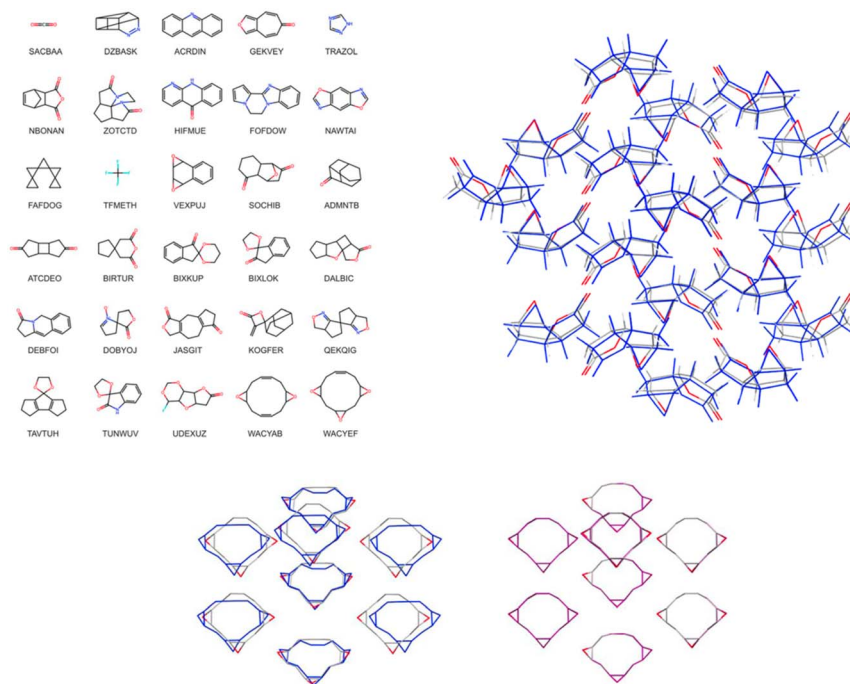 SACBAA DZBASK ACRDIN GEKVEY TRAZOL
NBONAN ZOTCTD HIFMUE FOFDOW NAWTAI
FAFDOG TFMETH VEXPUJ SOCHIB ADMNTB
ATCDEO BIRTUR BIXKUP BIXLOK DALBIC
DEBFOI DOBYOJ JASGIT KOGFER QEKQIG
TAVTUH TUNWUV UDEXUZ WACYAB WACYEF